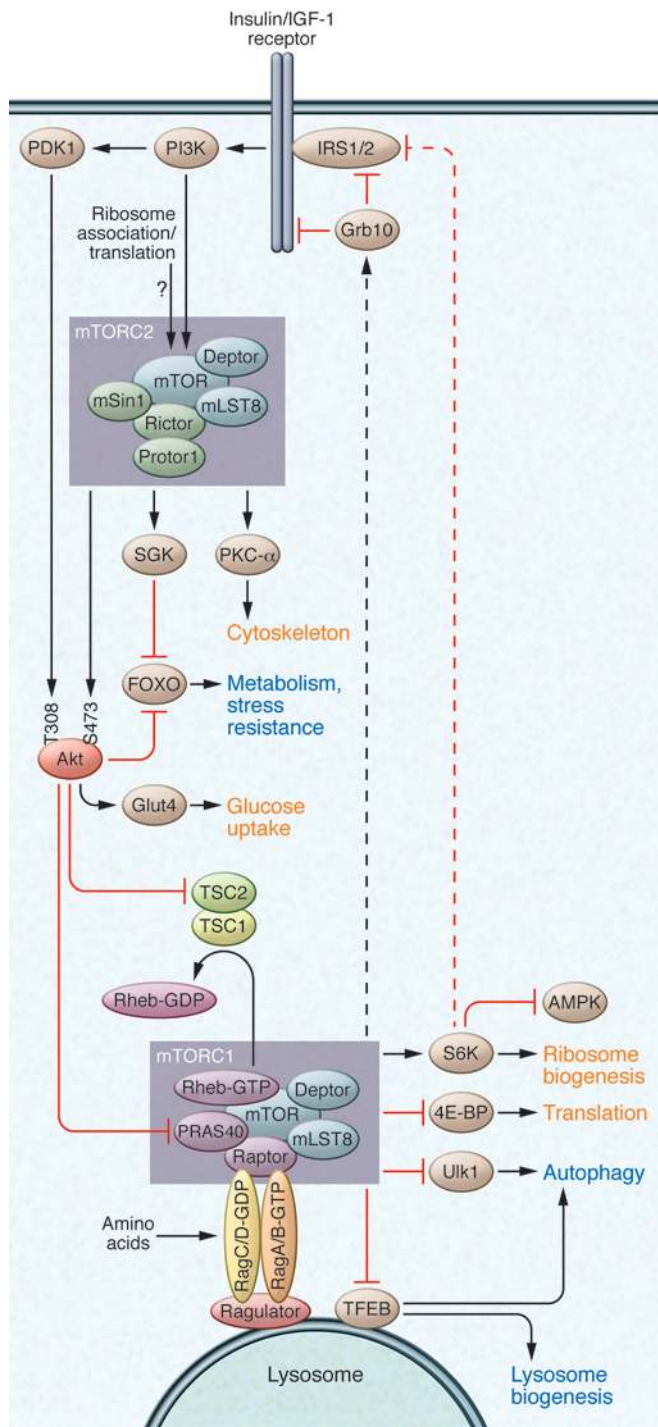 Insulin/IGF-1
receptor
PDK1
PI3K
IRS1/2
Ribosome
association/
translation
Grb10
?
mTORC2
Deptor
mTOR
mSin1
mLST8
Rictor
Protor1
SGK
PKC-α
Cytoskeleton
FOXO
Metabolism,
stress
resistance
T308
S473
Akt
Glut4
Glucose
uptake
TSC2
TSC1
Rheb-GDP
AMPK
mTORC1
S6K
Ribosome
biogenesis
Rheb-GTP
Deptor
mTOR
4E-BP
Translation
PRAS40
mLST8
Raptor
Ulk1
Autophagy
Amino
acids
RagC/D-GDP
RagA/B-GTP
Ragulator
TFEB
Lysosome
Lysosome
biogenesis